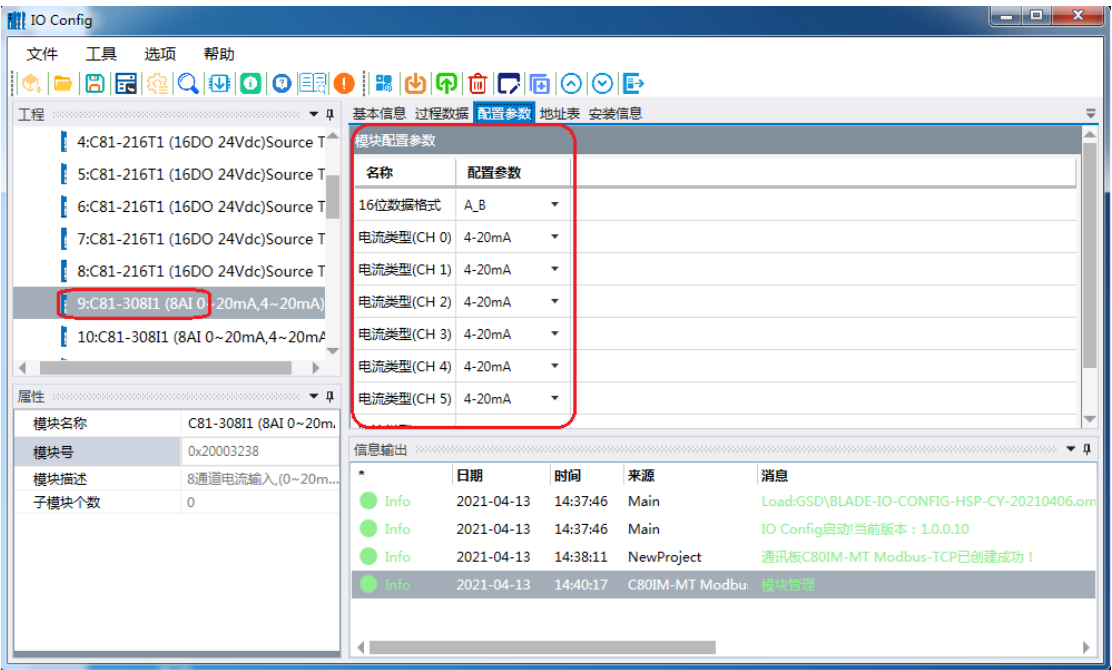 IO Config
文件 工具 选项 帮助
工程
4:C81-216T1 (16DO 24Vdc)Source T
5:C81-216T1 (16DO 24Vdc)Source T
6:C81-216T1 (16DO 24Vdc)Source T
7:C81-216T1 (16DO 24Vdc)Source T
8:C81-216T1 (16DO 24Vdc)Source T
9:C81-308I1 (8AI 0~20mA,4~20mA)
10:C81-308I1 (8AI 0~20mA,4~20mA
属性
模块名称 C81-308I1 (8AI 0~20m
模块号 0x20003238
模块描述 8通道电流输入,(0~20m...
子模块个数 0
基本信息 过程数据 配置参数 地址表 安装信息
模块配置参数
名称 配置参数
16位数据格式 A_B
电流类型(CH 0) 4-20mA
电流类型(CH 1) 4-20mA
电流类型(CH 2) 4-20mA
电流类型(CH 3) 4-20mA
电流类型(CH 4) 4-20mA
电流类型(CH 5) 4-20mA
信息输出
* 日期 时间 来源 消息
Info 2021-04-13 14:37:46 Main Load:GSD\BLADE-IO-CONFIG-HSP-CY-20210406.om
Info 2021-04-13 14:37:46 Main IO Config启动!当前版本：1.0.0.10
Info 2021-04-13 14:38:11 NewProject 通讯板C80IM-MT Modbus-TCP已创建成功！
Info 2021-04-13 14:40:17 C80IM-MT Modbu 模块管理